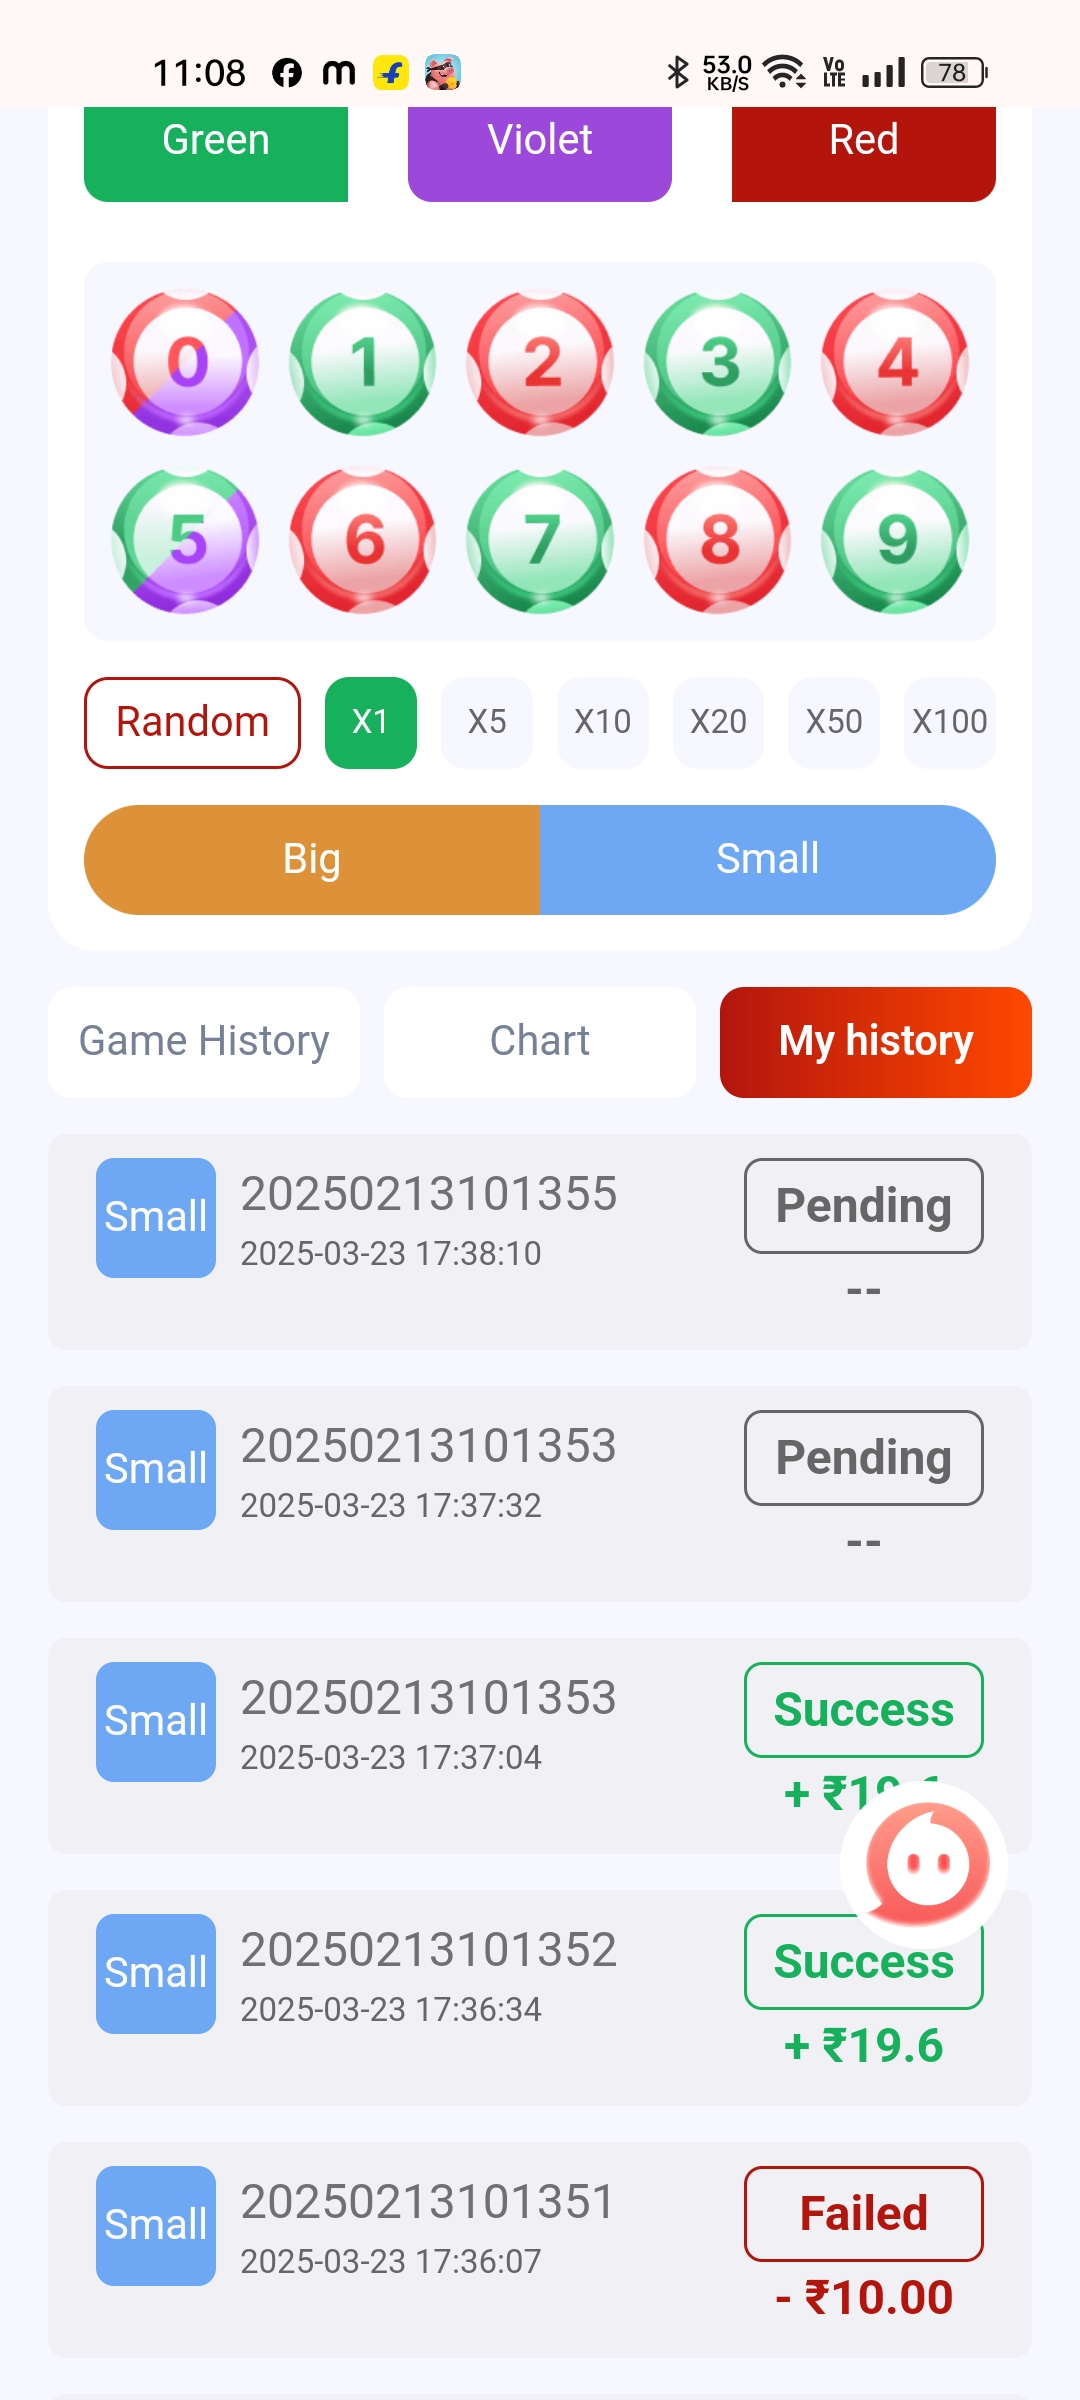 11:08 53.0 KB/S Vo LTE 78
Green Violet Red
0 1 2 3 4
5 6 7 8 9
Random X1 X5 X10 X20 X50 X100
Big Small
Game History Chart My history
Small 20250213101355 Pending
2025-03-23 17:38:10
--
Small 20250213101353 Pending
2025-03-23 17:37:32
--
Small 20250213101353 Success
2025-03-23 17:37:04
+
Small 20250213101352 Success
2025-03-23 17:36:34
+ ₹19.6
Small 20250213101351 Failed
2025-03-23 17:36:07
- ₹10.00